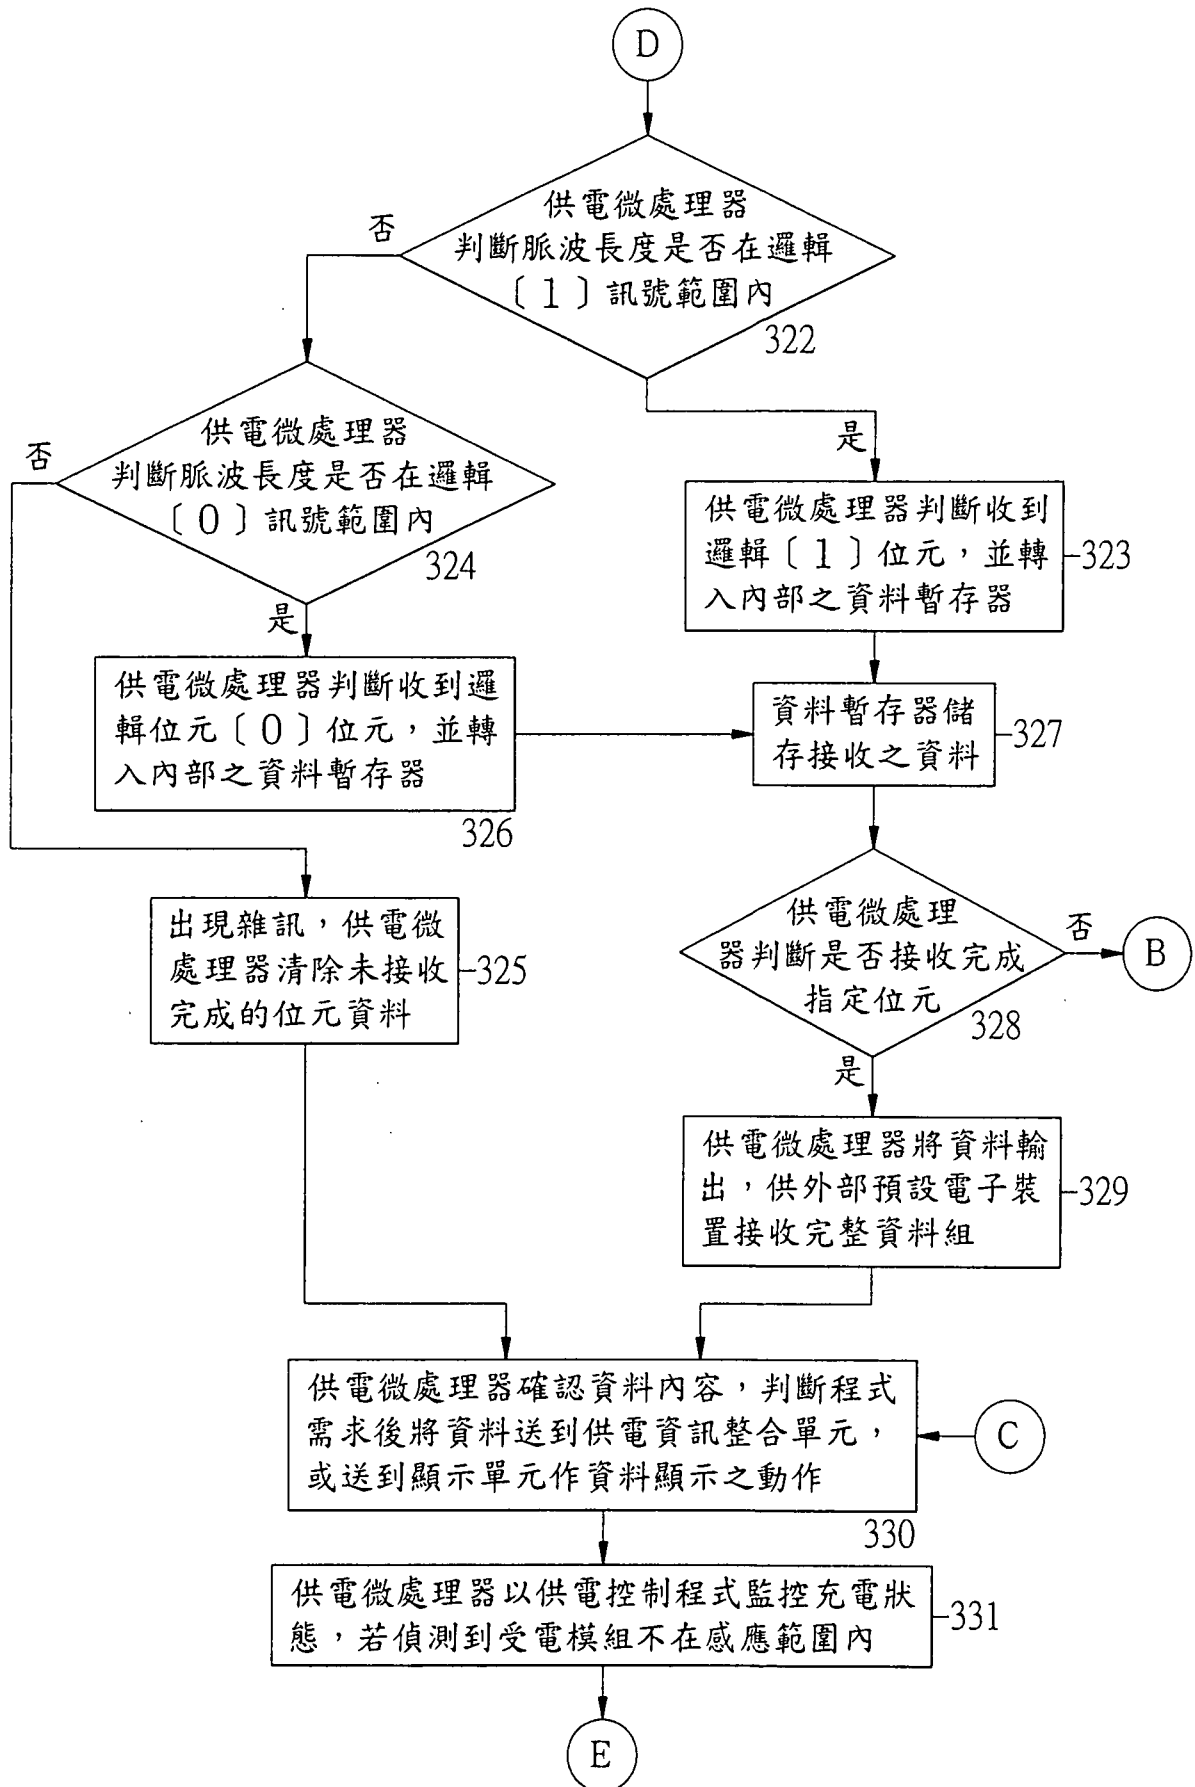 D
供電微處理器
判斷脈波長度是否在邏輯
〔1〕訊號範圍內
322
否
是
供電微處理器
判斷脈波長度是否在邏輯
〔0〕訊號範圍內
324
否
是
供電微處理器判斷收到
邏輯〔1〕位元，並轉
入內部之資料暫存器
323
供電微處理器判斷收到邏
輯位元〔0〕位元，並轉
入內部之資料暫存器
326
資料暫存器儲
存接收之資料
327
出現雜訊，供電微
處理器清除未接收
完成的位元資料
325
供電微處理
器判斷是否接收完成
指定位元
328
否
B
是
供電微處理器將資料輸
出，供外部預設電子裝
置接收完整資料組
329
供電微處理器確認資料內容，判斷程式
需求後將資料送到供電資訊整合單元，
或送到顯示單元作資料顯示之動作
330
C
供電微處理器以供電控制程式監控充電狀
態，若偵測到受電模組不在感應範圍內
331
E